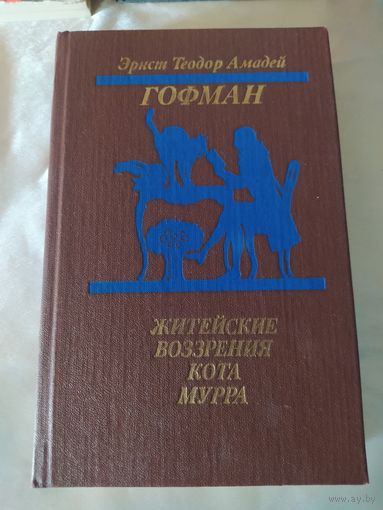 Эрнст Теодор Амадей
ГОФМАН
ЖИТЕЙСКИЕ
ВОЗЗРЕНИЯ
КОТА
МУРРА
www.ay.by